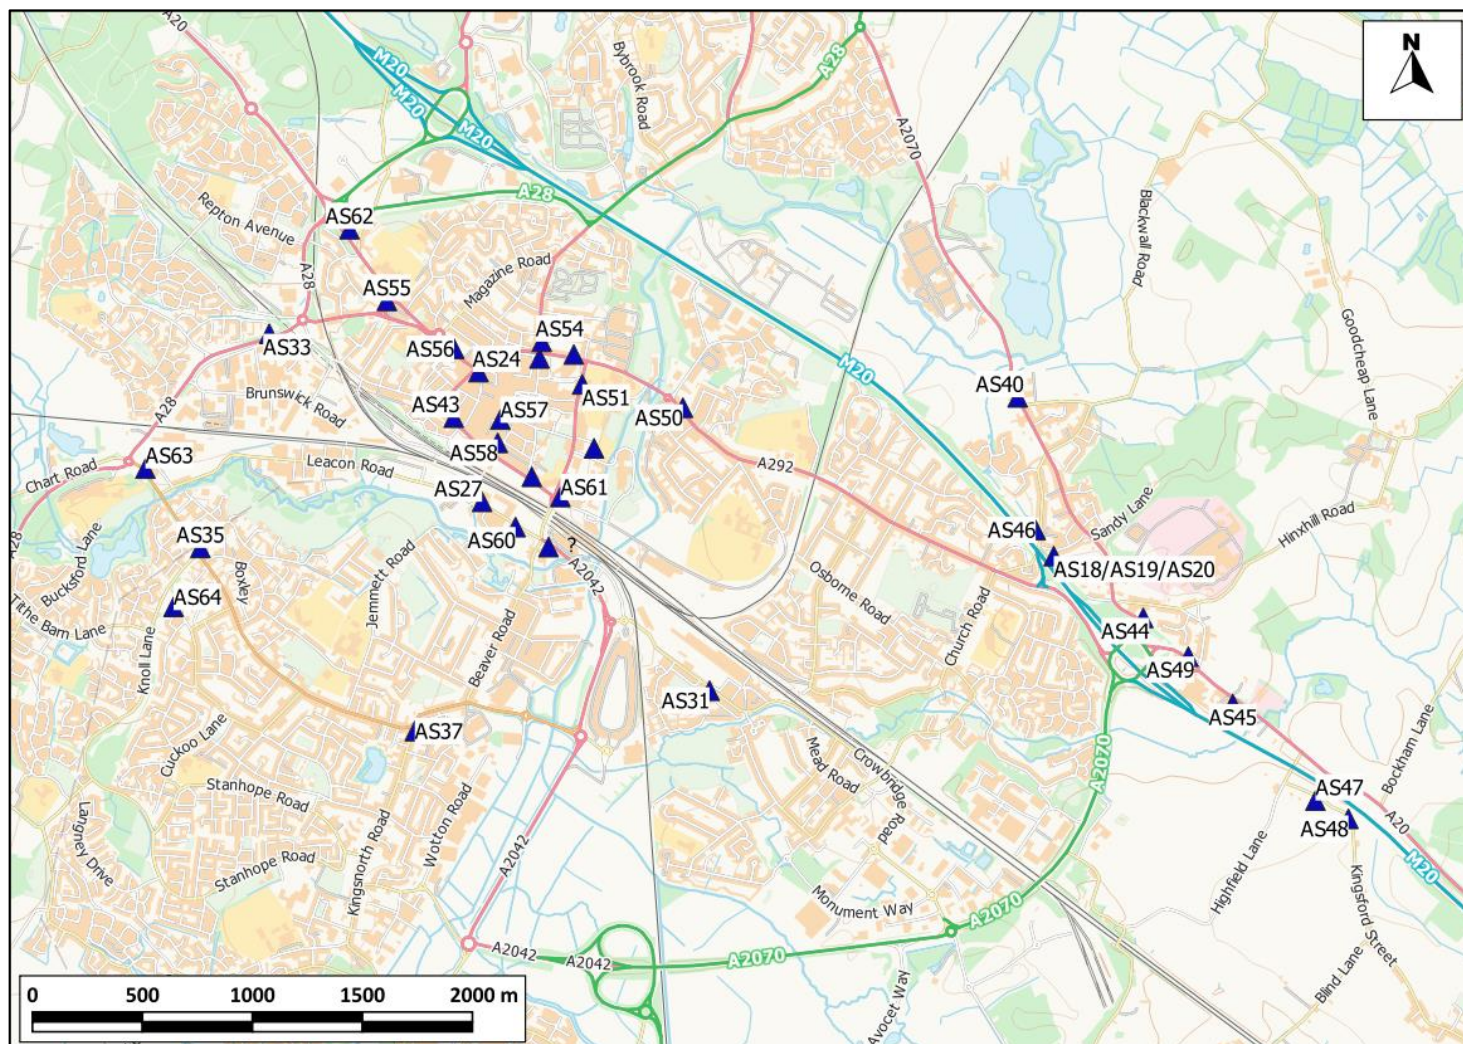 A20
M20
M20
M20
Bybrook Road
A28
N
A2070
A28
Repton Avenue
AS62
Blackwall Road
A28
Magazine Road
AS55
Goodcheap Lane
AS33
AS56
AS54
AS24
M20
AS40
A28
Brunswick Road
AS43
AS57
AS51
AS50
AS58
Chart Road
AS63
Leacon Road
A292
AS27
AS61
Sandy Lane
Hinxhill Road
A28
Bucksford Lane
AS35
AS60
?
AS46
AS18/AS19/AS20
Boxley
Jemmett Road
A2042
Osborne Road
Tithe Barn Lane
AS64
Church Road
AS44
Knoll Lane
Beaver Road
AS49
AS31
AS45
AS37
Cuckoo Lane
A2070
Bockham Lane
Mead Road
Crowbridge Road
Stanhope Road
AS47
AS48
A20
Langney Drive
Wotton Road
Kingsnorth Road
Stanhope Road
A2042
Highfield Lane
M20
Monument Way
Kingsford Street
A2042
A2042
A2070
A2070
Avocet Way
Blind Lane
0 500 1000 1500 2000 m